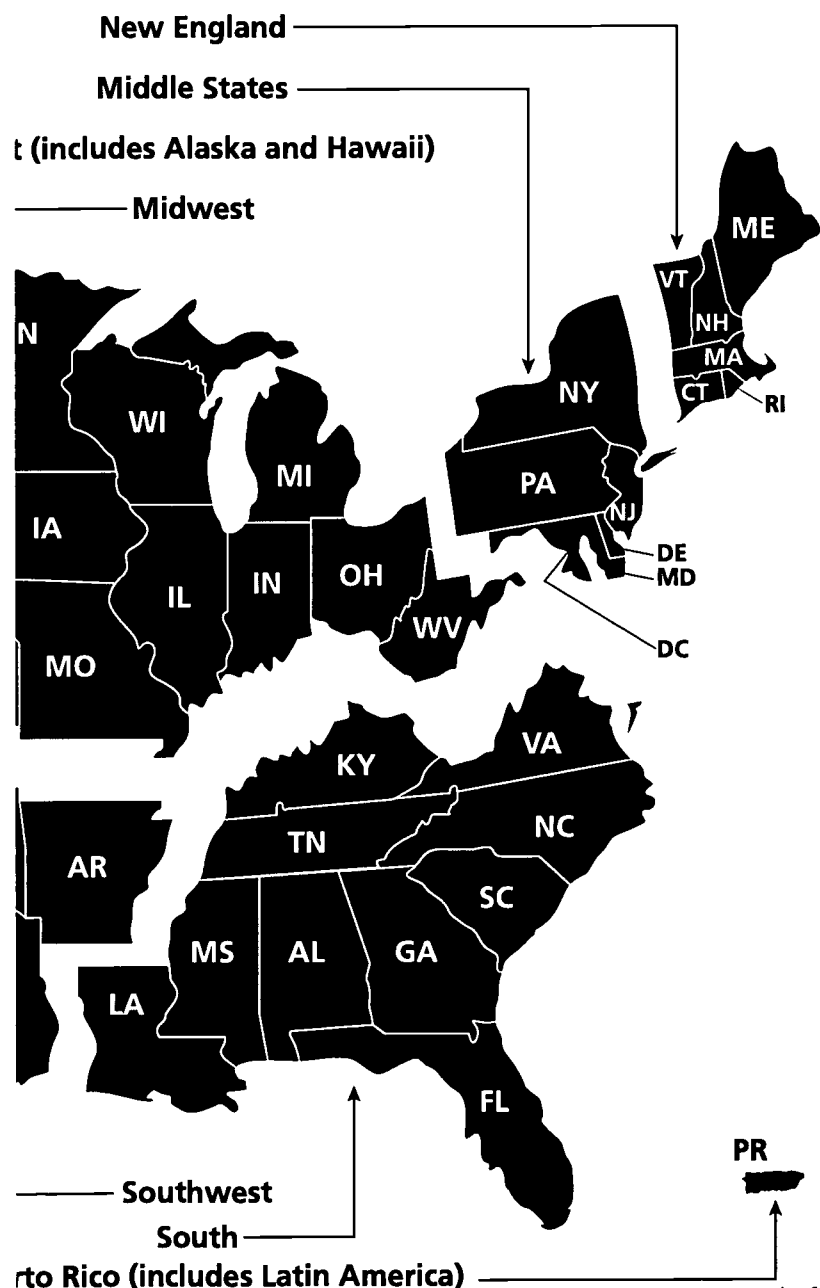 New England
Middle States
t (includes Alaska and Hawaii)
Midwest
ME
VT
N
NH
MA
NY
CT
RI
WI
MI
PA
NJ
IA
DE
OH
IN
MD
IL
WV
DC
MO
VA
KY
NC
TN
AR
SC
MS
AL
GA
LA
FL
PR
Southwest
South
rto Rico (includes Latin America)